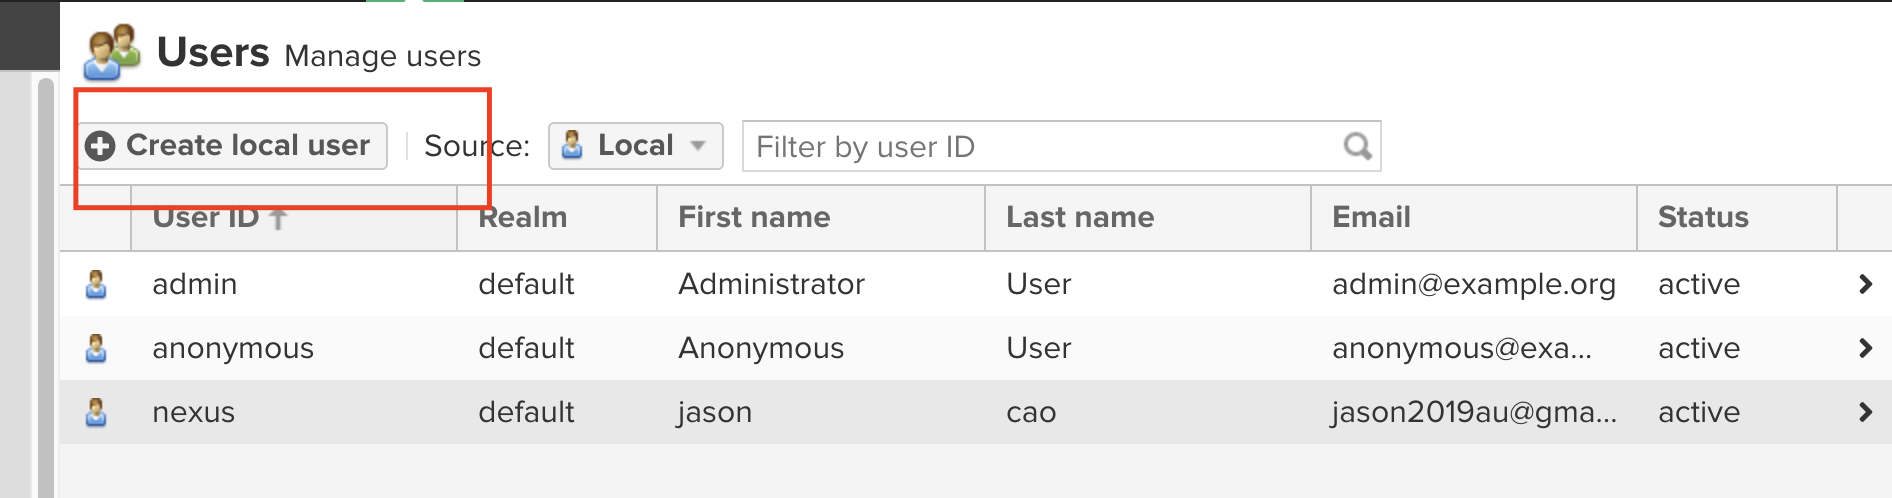 Users Manage users
Create local user Source: Local Filter by user ID
User ID Realm First name Last name Email Status
admin default Administrator User admin@example.org active
anonymous default Anonymous User anonymous@exa... active
nexus default jason cao jason2019au@gma... active